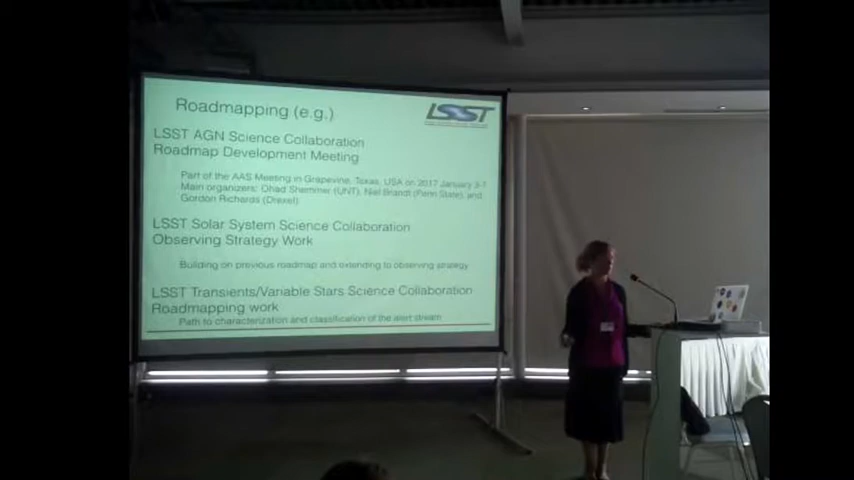 Roadmapping (e.g.)
LSST
LSST AGN Science Collaboration
Roadmap Development Meeting
Part of the AAS Meeting in Grapevine, Texas, USA on 2017 January 3-7
Main organizers: Ohad Shemmer (UNT), Niel Brandt (Penn State), and
Gordon Richards (Drexel)
LSST Solar System Science Collaboration
Observing Strategy Work
Building on previous roadmap and extending to observing strategy
LSST Transients/Variable Stars Science Collaboration
Roadmapping work
Path to characterization and classification of the alert stream